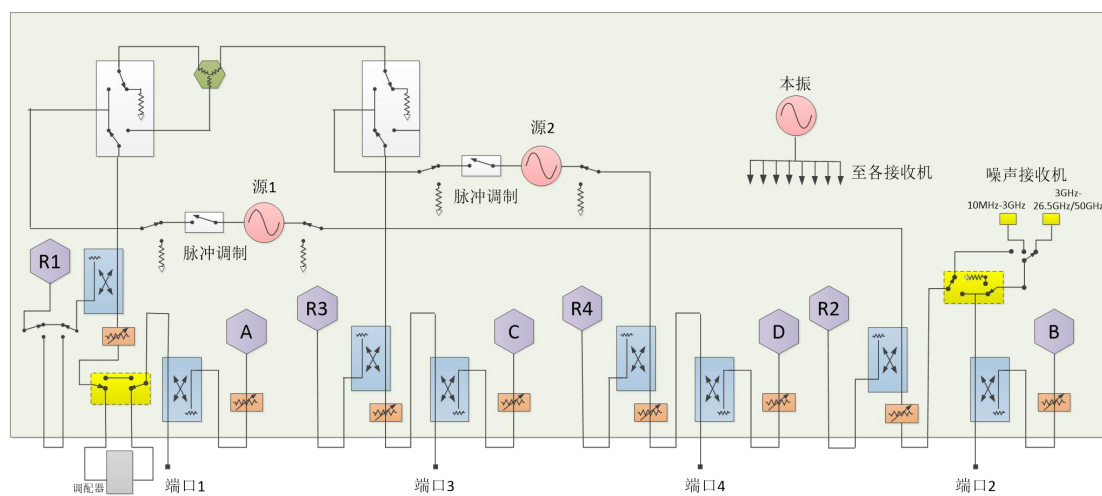 本振
源2
至各接收机
噪声接收机
3GHz-
10MHz-3GHz
26.5GHz/50GHz
脉冲调制
源1
脉冲调制
R1
R3
R4
R2
A
C
D
B
调配器
端口1
端口3
端口4
端口2